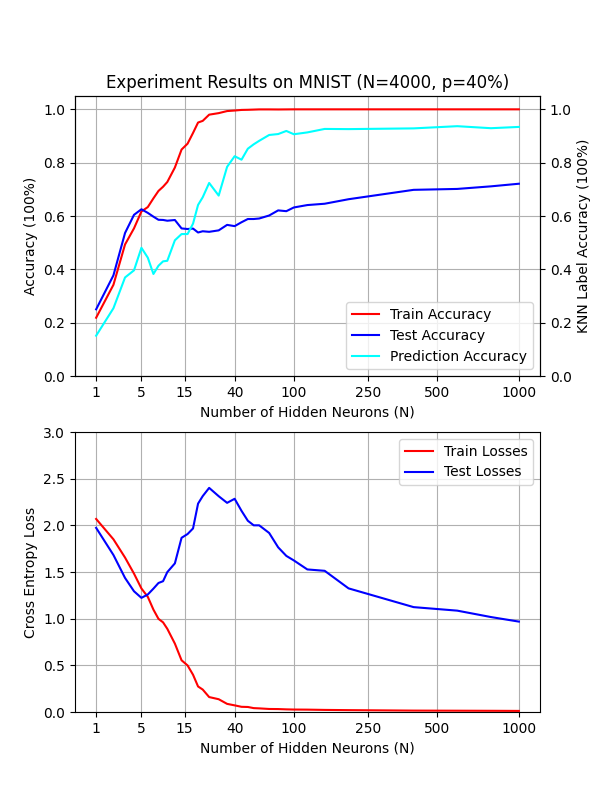 Experiment Results on MNIST (N=4000, p=40%)
Accuracy (100%)
KNN Label Accuracy (100%)
1.0
0.8
0.6
0.4
0.2
0.0
1.0
0.8
0.6
0.4
0.2
0.0
Train Accuracy
Test Accuracy
Prediction Accuracy
1 5 15 40 100 250 500 1000
Number of Hidden Neurons (N)
Cross Entropy Loss
3.0
2.5
2.0
1.5
1.0
0.5
0.0
Train Losses
Test Losses
1 5 15 40 100 250 500 1000
Number of Hidden Neurons (N)